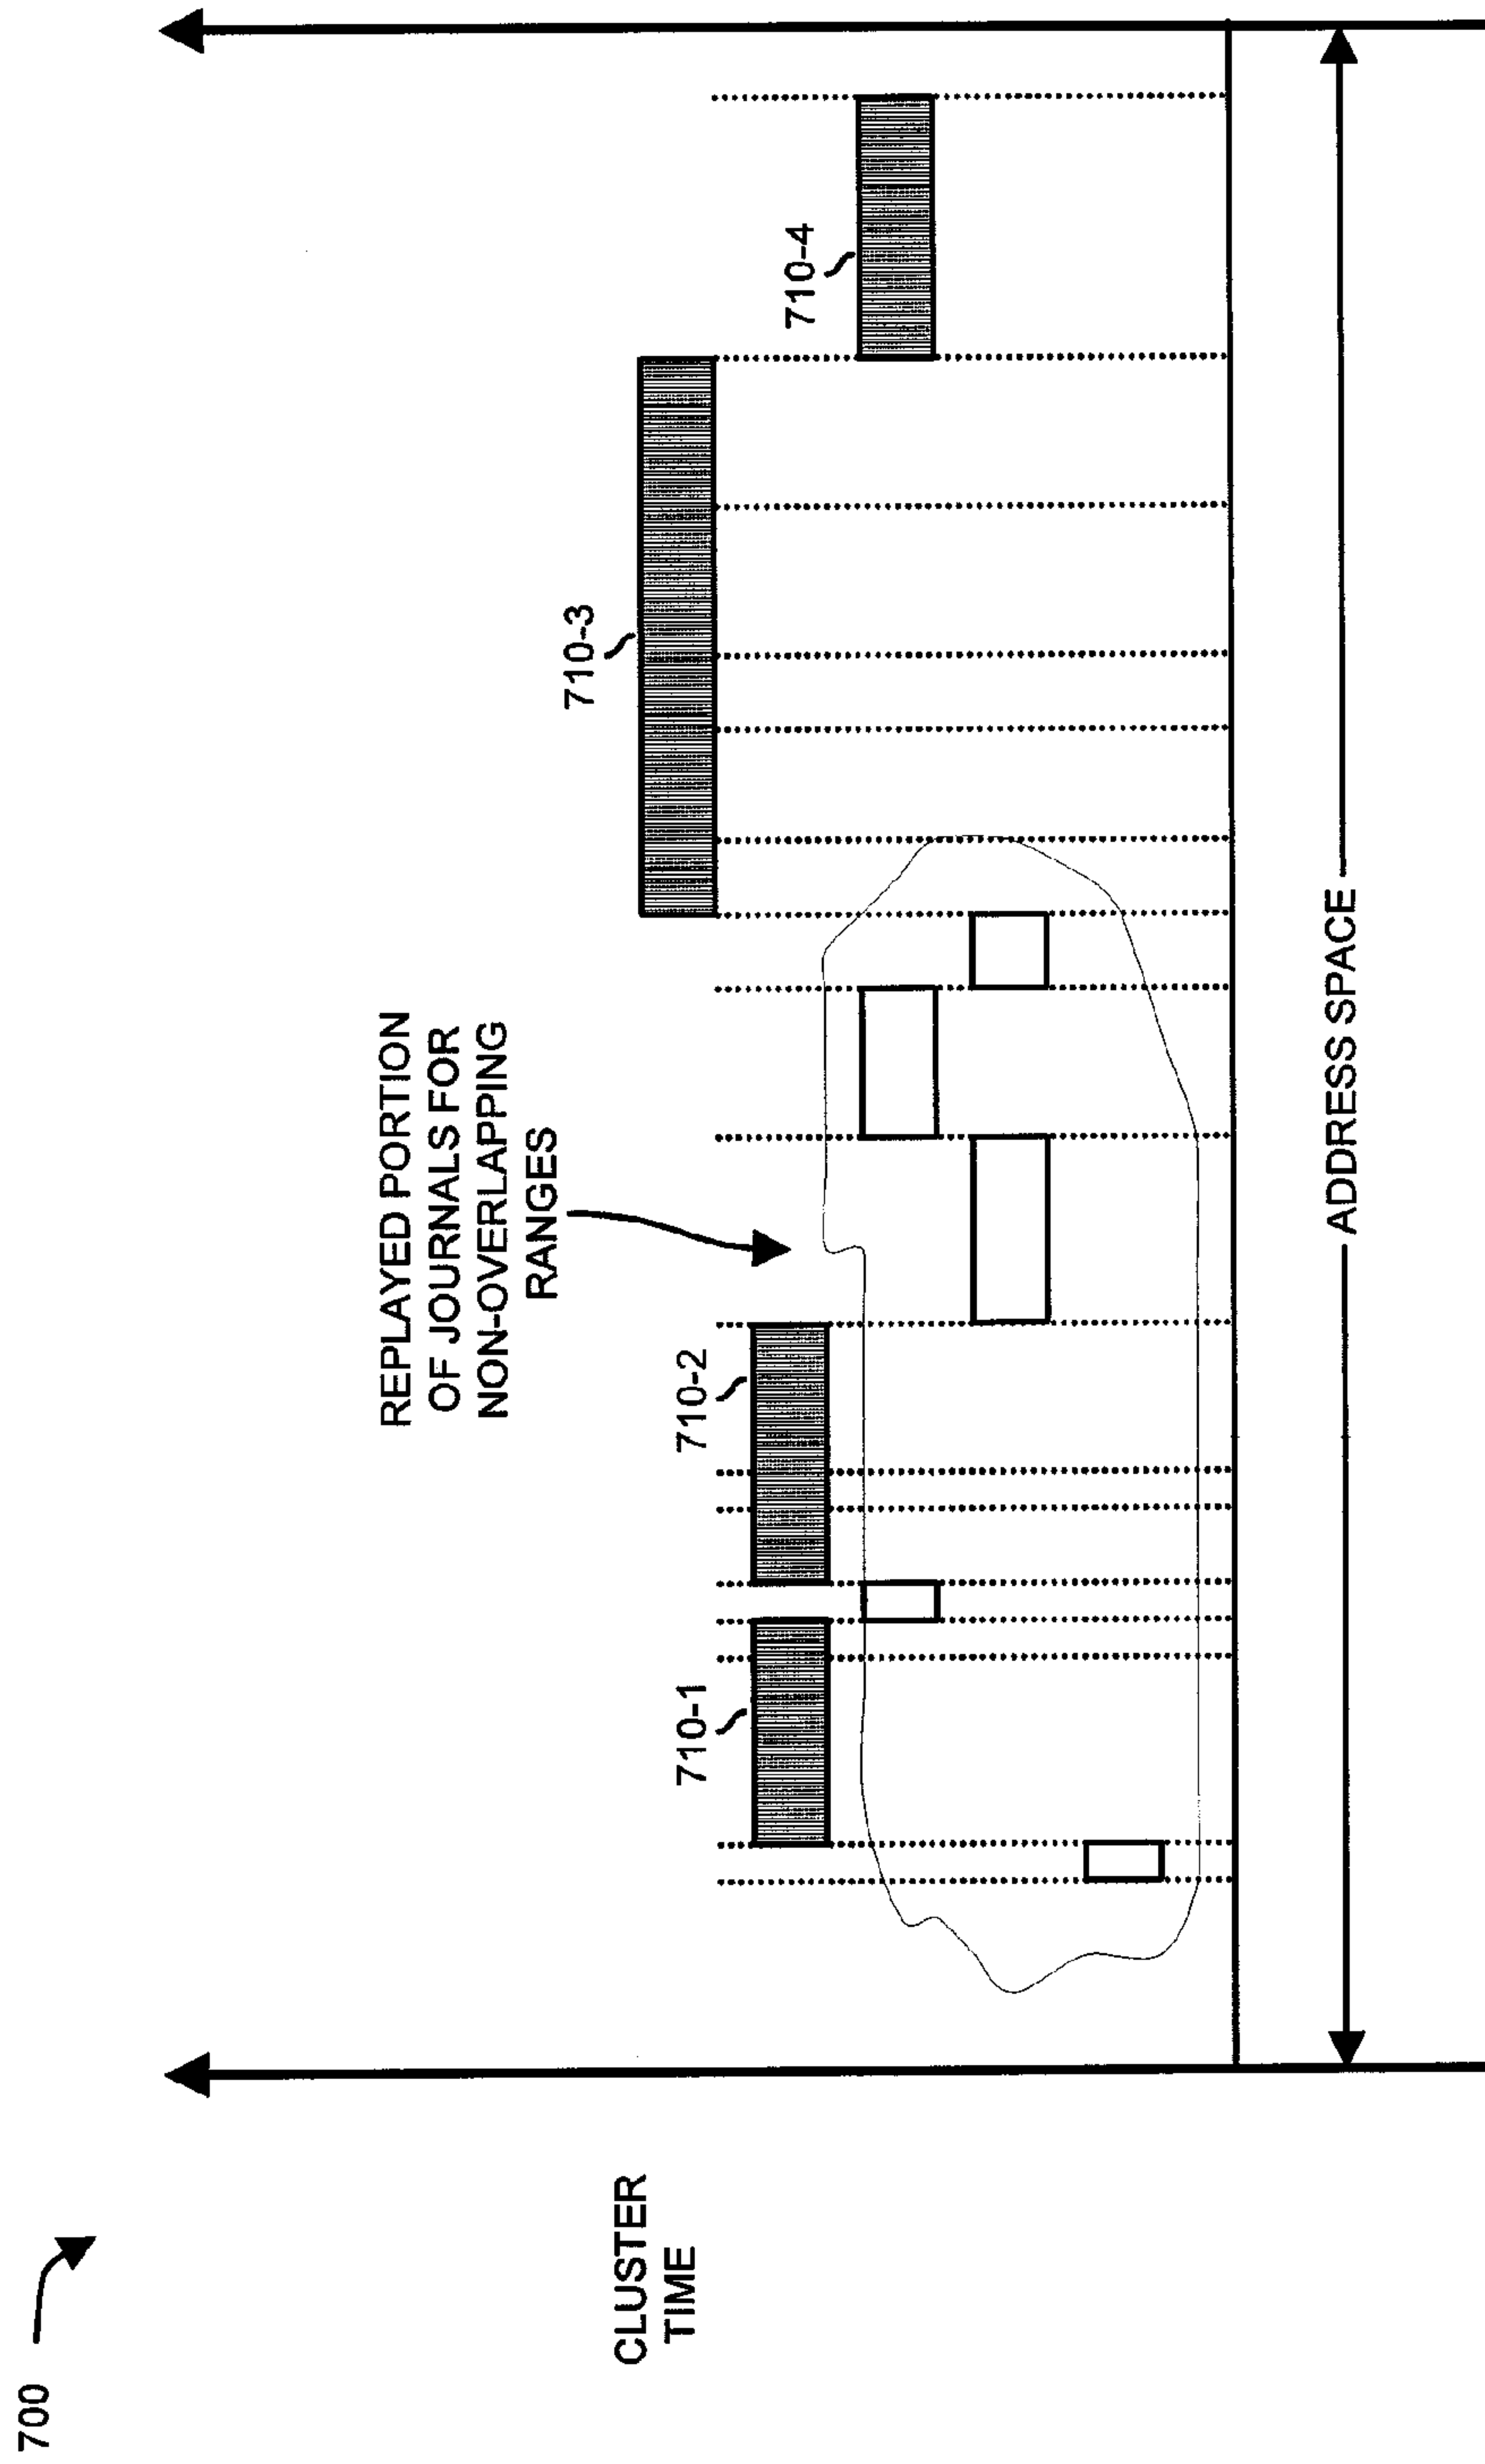 700
REPLAYED PORTION
OF JOURNALS FOR
NON-OVERLAPPING
RANGES
710-3
CLUSTER
TIME
710-1
710-2
710-4
ADDRESS SPACE